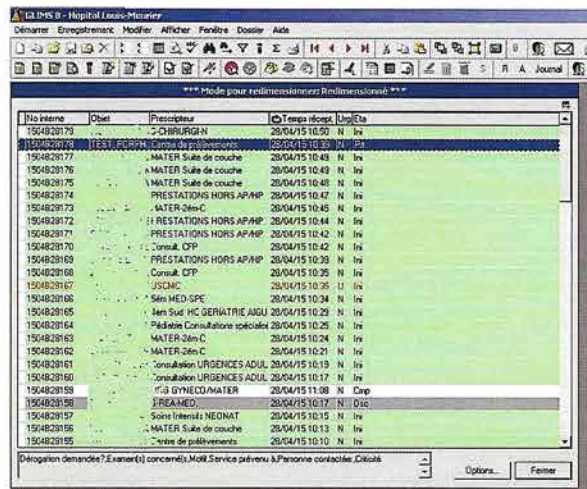 GLIMS 8 - Hopital Louis-Mourier
Démarrer Enregistrement Modifier Afficher Fenêtre Dossier Aide
S R A Journal
*** Mode pour redimensionner: Redimensionné ***
No interne Objet Prescripteur Temps récept. Urg Eta
1504828179 -CHIRURGI-N 28/04/15 10:50 N Ini
1504828178 TEST, Centre de prélèvements 28/04/15 10:39 N
1504828177 MATER Suite de couche 28/04/15 10:49 N Ini
1504828176 MATER Suite de couche 28/04/15 10:49 N Ini
1504828175 MATER Suite de couche 28/04/15 10:48 N Ini
1504828174 PRESTATIONS HORS AP/HP 28/04/15 10:47 N Ini
1504828173 MATER-2ém-C 28/04/15 10:45 N Ini
1504828172 PRESTATIONS HORS AP/HP 28/04/15 10:44 N Ini
1504828171 PRESTATIONS HORS AP/HP 28/04/15 10:42 N Ini
1504828170 Consult. CFP 28/04/15 10:42 N Ini
1504828169 PRESTATIONS HORS AP/HP 28/04/15 10:39 N Ini
1504828168 Consult. CFP 28/04/15 10:35 N Ini
1504828167 USCMC 28/04/15 10:35 U Ini
1504828166 5ém MED-SPE 28/04/15 10:34 N Ini
1504828165 Sud HC GERIATRIE AIGU 28/04/15 10:29 N Ini
1504828164 Pédiatrie Consultations spécialei 28/04/15 10:25 N Ini
1504828163 MATER-2ém-C 28/04/15 10:24 N Ini
1504828162 MATER-2ém-C 28/04/15 10:21 N Ini
1504828161 Consultation URGENCES ADUL 28/04/15 10:19 N Ini
1504828160 Consultation URGENCES ADUL 28/04/15 10:17 N Ini
1504828159 GYNECO/MATER 28/04/15 11:08 N Cmp
1504828158 -REA-MED 28/04/15 10:17 N Dsc
1504828157 Soins Intensifs NEONAT 28/04/15 10:15 N Ini
1504828156 MATER Suite de couche 28/04/15 10:13 N Ini
1504828155 Centre de prélèvements 28/04/15 10:10 N Ini
Dérogation demandée?,Examen(s) concerné(s,Motif,Service prévenu à,Personne contactée:,Criticité
Options... Fermer